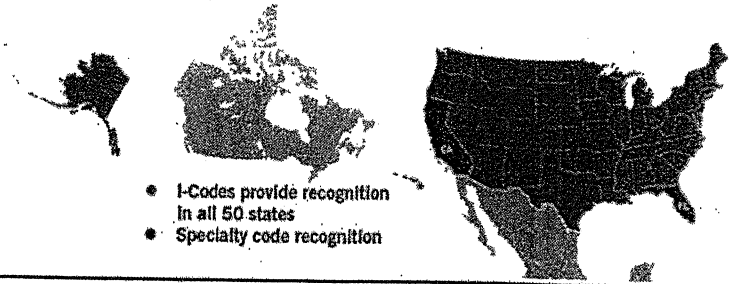 I-Codes provide recognition
in all 50 states
Specialty code recognition